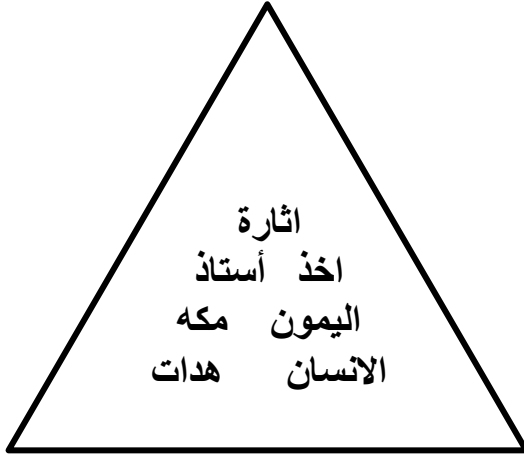 اثارة
اخذ أستاذ
اليمون مكه
الانسان هدات